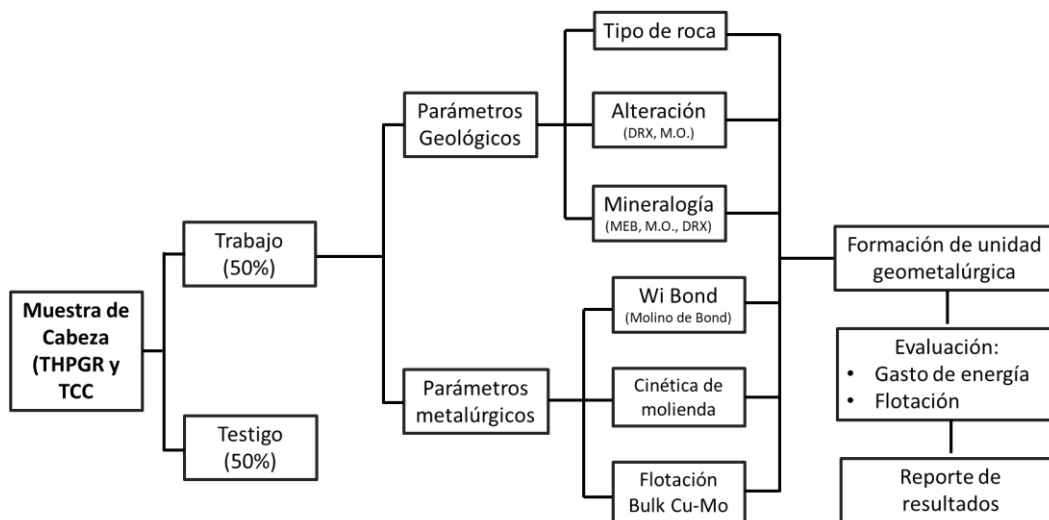 Muestra de
Cabeza
(THPGR y
TCC
Trabajo
(50%)
Testigo
(50%)
Parámetros
Geológicos
Parámetros
metalúrgicos
Tipo de roca
Alteración
(DRX, M.O.)
Mineralogía
(MEB, M.O., DRX)
Wi Bond
(Molino de Bond)
Cinética de
molienda
Flotación
Bulk Cu-Mo
Formación de unidad
geometalúrgica
Evaluación:
• Gasto de energía
• Flotación
Reporte de
resultados